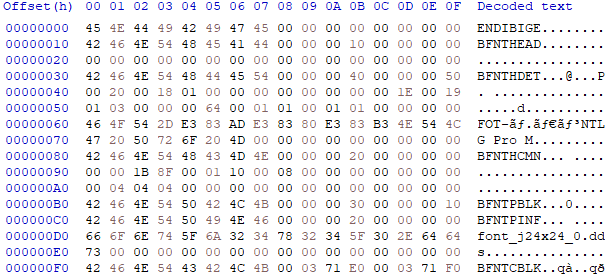 Offset(h) 00 01 02 03 04 05 06 07 08 09 0A 0B 0C 0D 0E 0F Decoded text
00000000 45 4E 44 49 42 49 47 45 00 00 00 00 00 00 00 00 ENDIBIGE........
00000010 42 46 4E 54 48 45 41 44 00 00 00 10 00 00 00 00 BFNTHEAD........
00000020 00 00 00 00 00 00 00 00 00 00 00 00 00 00 00 00 ................
00000030 42 46 4E 54 48 44 45 54 00 00 00 40 00 00 00 50 BFNTHDET...@...P
00000040 00 20 00 18 01 00 00 00 00 00 00 00 00 1E 00 19 . ..............
00000050 01 03 00 00 00 64 00 01 01 00 01 01 00 00 00 00 .....d..........
00000060 46 4F 54 2D E3 83 AD E3 83 80 E3 83 B3 4E 54 4C FOT-ãƒ.ãƒ€ãƒ³NTL
00000070 47 20 50 72 6F 20 4D 00 00 00 00 00 00 00 00 00 G Pro M.........
00000080 42 46 4E 54 48 43 4D 4E 00 00 00 20 00 00 00 00 BFNTHCMN... ....
00000090 00 00 1B 8F 00 01 10 00 08 00 00 00 00 00 00 00 ................
000000A0 00 04 04 04 00 00 00 00 00 00 00 00 00 00 00 00 ................
000000B0 42 46 4E 54 50 42 4C 4B 00 00 00 30 00 00 00 10 BFNTPBLK...0....
000000C0 42 46 4E 54 50 49 4E 46 00 00 00 20 00 00 00 00 BFNTPINF... ....
000000D0 66 6F 6E 74 5F 6A 32 34 78 32 34 5F 30 2E 64 64 font_j24x24_0.dd
000000E0 73 00 00 00 00 00 00 00 00 00 00 00 00 00 00 00 s...............
000000F0 42 46 4E 54 43 42 4C 4B 00 03 71 E0 00 03 71 F0 BFNTCBLK..qà..qð